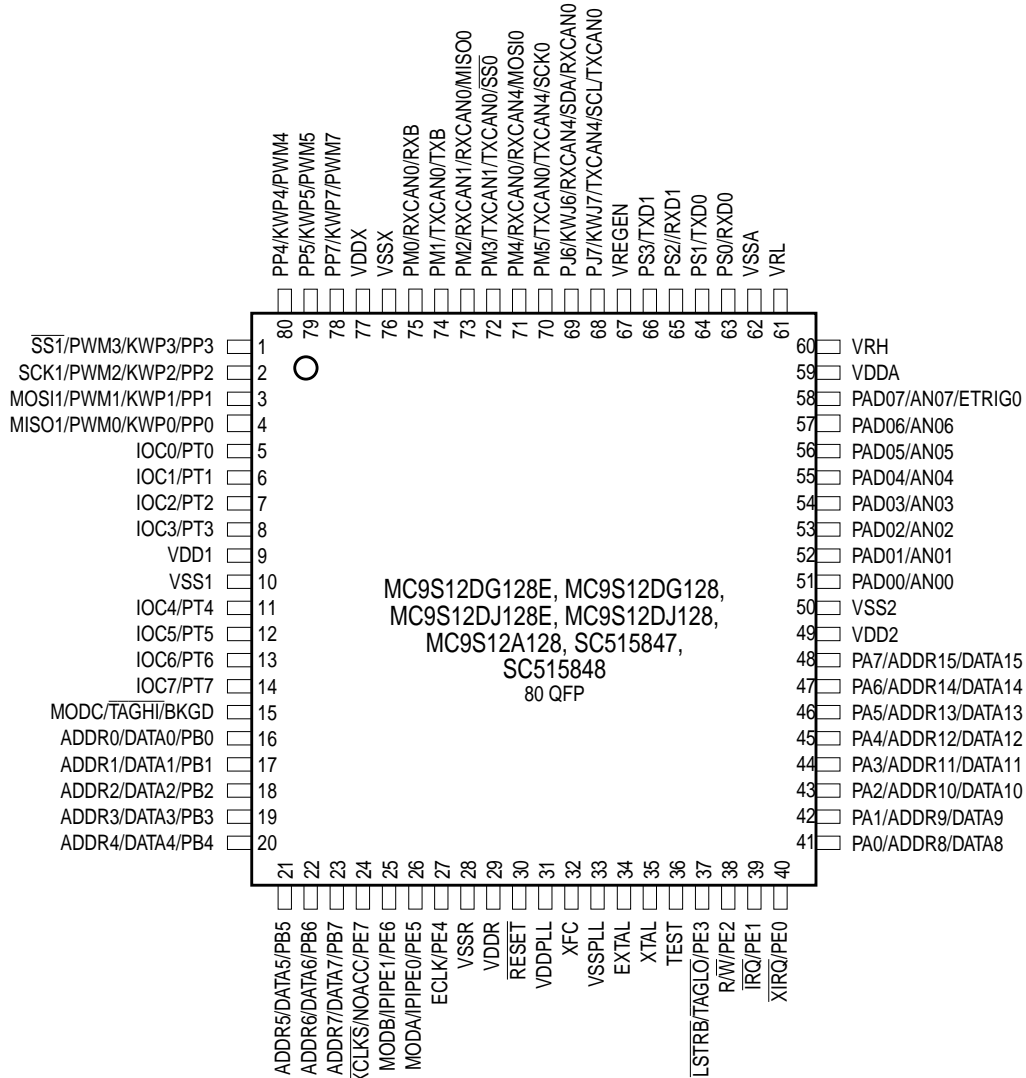 PP4/KWP4/PWM4
PP5/KWP5/PWM5
PP7/KWP7/PWM7
VDDX
VSSX
PM0/RXCAN0/RXB
PM1/TXCAN0/TXB
PM2/RXCAN1/RXCAN0/MISO0
PM3/TXCAN1/TXCAN0/SS0
PM4/RXCAN0/RXCAN4/MOSI0
PM5/TXCAN0/TXCAN4/SCK0
PJ6/KWJ6/RXCAN4/SDA/RXCAN0
PJ7/KWJ7/TXCAN4/SCL/TXCAN0
VREGEN
PS3/TXD1
PS2//RXD1
PS1/TXD0
PS0/RXD0
VSSA
VRL
80
79
78
77
76
75
74
73
72
71
70
69
68
67
66
65
64
63
62
61
SS1/PWM3/KWP3/PP3 1
SCK1/PWM2/KWP2/PP2 2
MOSI1/PWM1/KWP1/PP1 3
MISO1/PWM0/KWP0/PP0 4
IOC0/PT0 5
IOC1/PT1 6
IOC2/PT2 7
IOC3/PT3 8
VDD1 9
VSS1 10
IOC4/PT4 11
IOC5/PT5 12
IOC6/PT6 13
IOC7/PT7 14
MODC/TAGHI/BKGD 15
ADDR0/DATA0/PB0 16
ADDR1/DATA1/PB1 17
ADDR2/DATA2/PB2 18
ADDR3/DATA3/PB3 19
ADDR4/DATA4/PB4 20
MC9S12DG128E, MC9S12DG128,
MC9S12DJ128E, MC9S12DJ128,
MC9S12A128, SC515847,
SC515848
80 QFP
60 VRH
59 VDDA
58 PAD07/AN07/ETRIG0
57 PAD06/AN06
56 PAD05/AN05
55 PAD04/AN04
54 PAD03/AN03
53 PAD02/AN02
52 PAD01/AN01
51 PAD00/AN00
50 VSS2
49 VDD2
48 PA7/ADDR15/DATA15
47 PA6/ADDR14/DATA14
46 PA5/ADDR13/DATA13
45 PA4/ADDR12/DATA12
44 PA3/ADDR11/DATA11
43 PA2/ADDR10/DATA10
42 PA1/ADDR9/DATA9
41 PA0/ADDR8/DATA8
21
22
23
24
25
26
27
28
29
30
31
32
33
34
35
36
37
38
39
40
ADDR5/DATA5/PB5
ADDR6/DATA6/PB6
ADDR7/DATA7/PB7
XCLKS/NOACC/PE7
MODB/IPIPE1/PE6
MODA/IPIPE0/PE5
ECLK/PE4
VSSR
VDDR
RESET
VDDPLL
XFC
VSSPLL
EXTAL
XTAL
TEST
LSTRB/TAGLO/PE3
R/W/PE2
IRQ/PE1
XIRQ/PE0